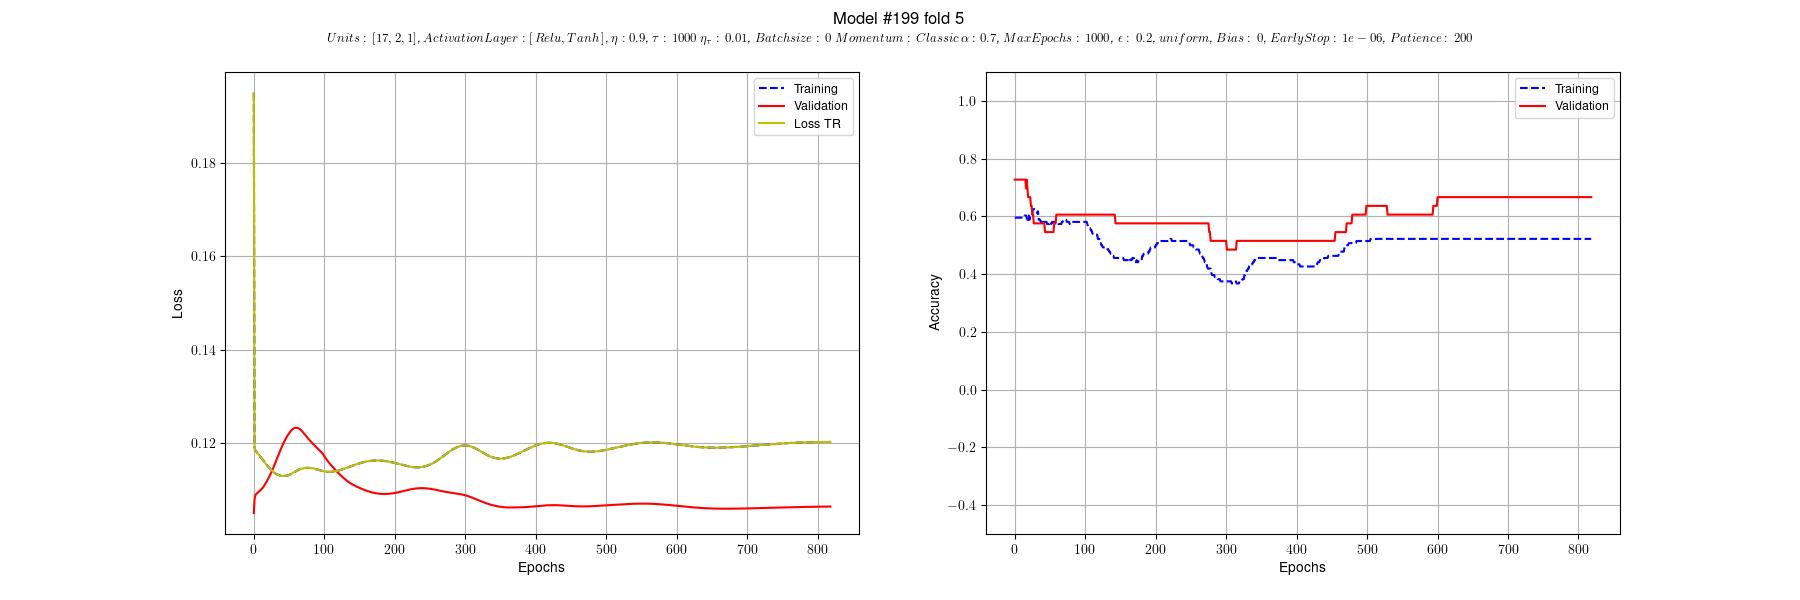 Model #199 fold 5
Units : [17, 2, 1], ActivationLayer : [Relu, Tanh], η : 0.9, τ : 1000 ητ : 0.01, Batchsize : 0 Momentum : Classic α : 0.7, MaxEpochs : 1000, ϵ : 0.2, uniform, Bias : 0, EarlyStop : 1e − 06, Patience : 200
Training
Validation
Loss TR
0.18
0.16
0.14
0.12
Loss
0 100 200 300 400 500 600 700 800
Epochs
Training
Validation
1.0
0.8
0.6
0.4
0.2
0.0
−0.2
−0.4
Accuracy
0 100 200 300 400 500 600 700 800
Epochs